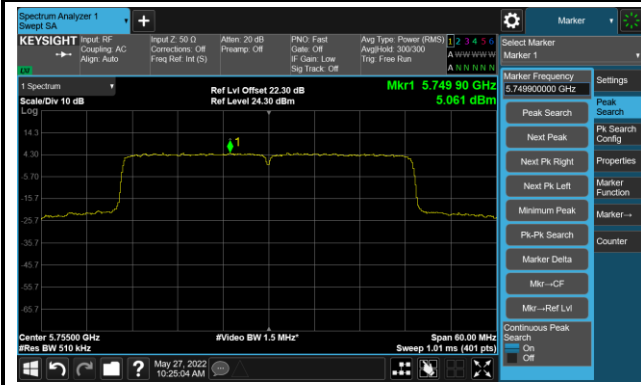 Spectrum Analyzer 1
Swept SA
+
Marker
KEYSIGHT
Input: RF
Coupling: AC
Align: Auto
Input Z: 50 Ω
Corrections: Off
Freq Ref: Int (S)
Atten: 20 dB
Preamp: Off
PNO: Fast
Gate: Off
IF Gain: Low
Sig Track: Off
Avg Type: Power (RMS)
Avg|Hold: 300/300
Trig: Free Run
1 2 3 4 5 6
A W W W W W
A N N N N N
Select Marker
Marker 1
1 Spectrum
Scale/Div 10 dB
Log
Ref Lvl Offset 22.30 dB
Ref Level 24.30 dBm
Mkr1 5.749 90 GHz
5.061 dBm
14.3
4.30
-5.70
-15.7
-25.7
-35.7
-45.7
-55.7
-65.7
1
Center 5.75500 GHz
#Res BW 510 kHz
#Video BW 1.5 MHz*
Span 60.00 MHz
Sweep 1.01 ms (401 pts)
Marker Frequency
5.749900000 GHz
Peak Search
Next Peak
Next Pk Right
Next Pk Left
Minimum Peak
Pk-Pk Search
Marker Delta
Mkr→CF
Mkr→Ref Lvl
Continuous Peak
Search
On
Off
Settings
Peak
Search
Pk Search
Config
Properties
Marker
Function
Marker→
Counter
?
May 27, 2022
10:25:04 AM